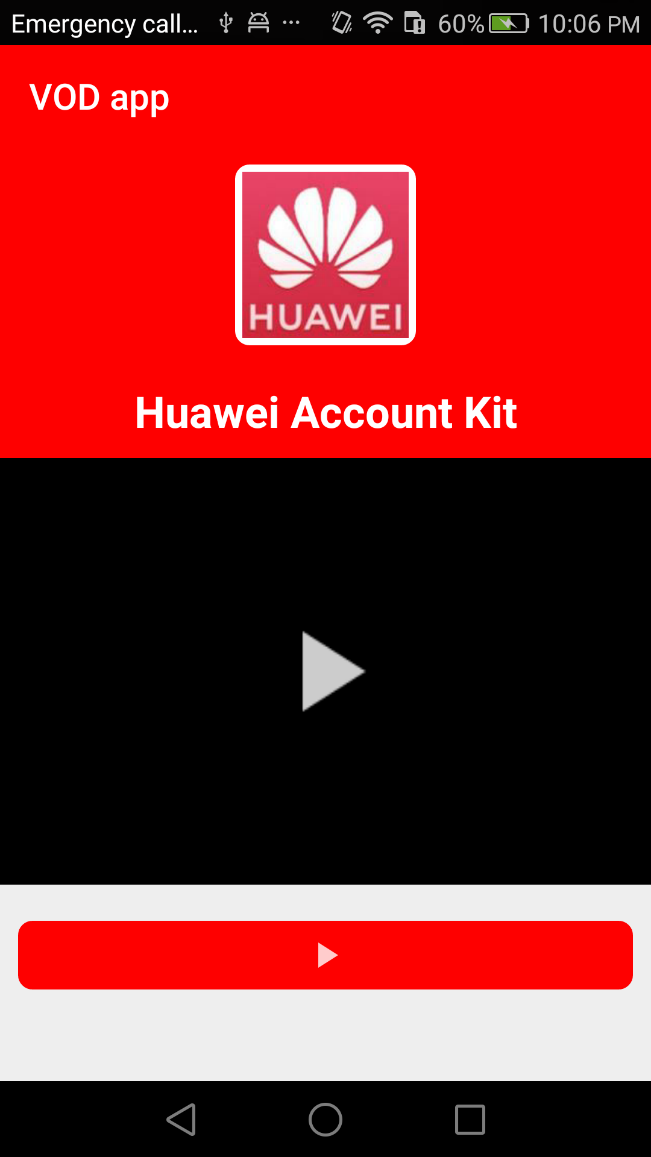 Emergency call... 60% 10:06 PM
VOD app
HUAWEI
Huawei Account Kit